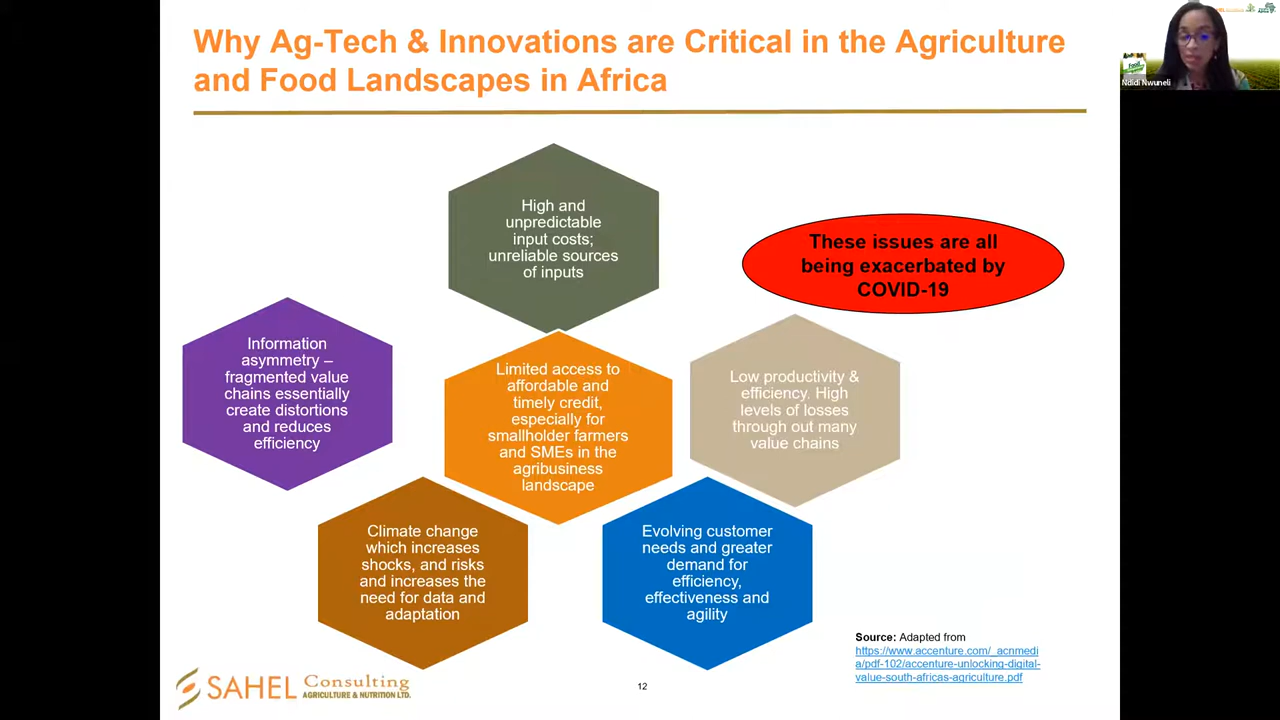 Why Ag-Tech & Innovations are Critical in the Agriculture
and Food Landscapes in Africa
Ndidi Nwuneli
High and
unpredictable
input costs;
unreliable sources
of inputs
These issues are all
being exacerbated by
COVID-19
Information
asymmetry –
fragmented value
chains essentially
create distortions
and reduces
efficiency
Limited access to
affordable and
timely credit,
especially for
smallholder farmers
and SMEs in the
agribusiness
landscape
Low productivity &
efficiency. High
levels of losses
through out many
value chains
Climate change
which increases
shocks, and risks
and increases the
need for data and
adaptation
Evolving customer
needs and greater
demand for
efficiency,
effectiveness and
agility
Source: Adapted from
https://www.accenture.com/_acnmedi
a/pdf-102/accenture-unlocking-digital-
value-south-africas-agriculture.pdf
SAHEL Consulting
AGRICULTURE & NUTRITION LTD.
12